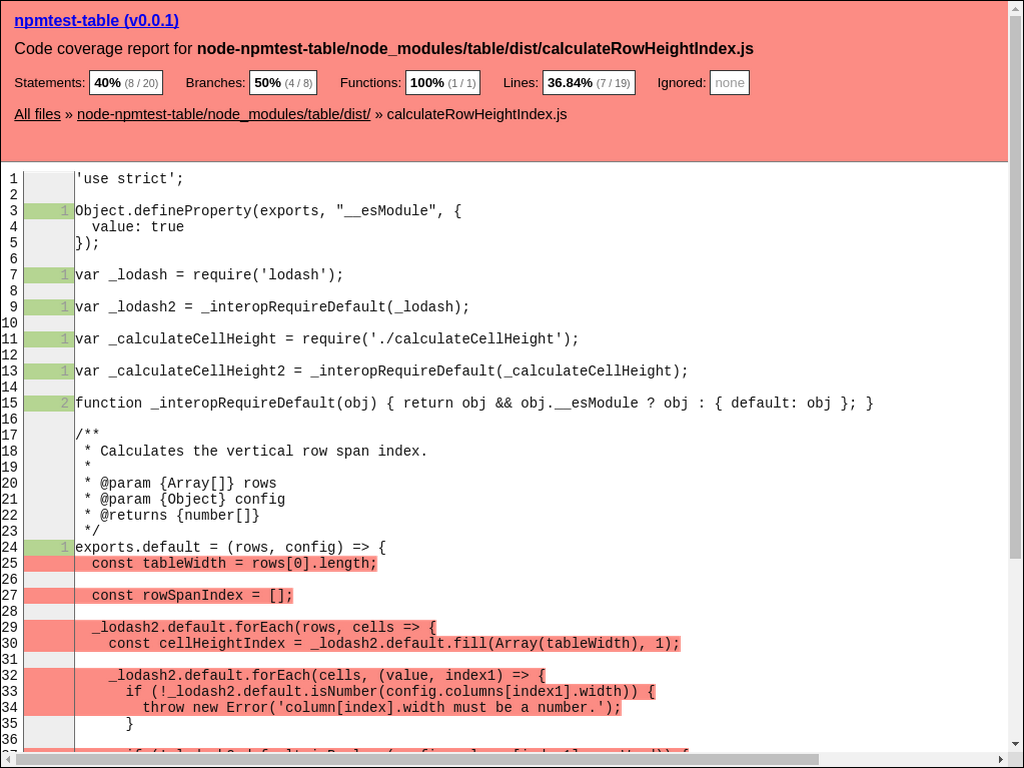 npmtest-table (v0.0.1)
Code coverage report for node-npmtest-table/node_modules/table/dist/calculateRowHeightIndex.js
Statements: 40% (8 / 20) Branches: 50% (4 / 8) Functions: 100% (1 / 1) Lines: 36.84% (7 / 19) Ignored: none
All files » node-npmtest-table/node_modules/table/dist/ » calculateRowHeightIndex.js
1 'use strict';
2
3 1 Object.defineProperty(exports, "__esModule", {
4 value: true
5 });
6
7 1 var _lodash = require('lodash');
8
9 1 var _lodash2 = _interopRequireDefault(_lodash);
10
11 1 var _calculateCellHeight = require('./calculateCellHeight');
12
13 1 var _calculateCellHeight2 = _interopRequireDefault(_calculateCellHeight);
14
15 2 function _interopRequireDefault(obj) { return obj && obj.__esModule ? obj : { default: obj }; }
16
17 /**
18 * Calculates the vertical row span index.
19 *
20 * @param {Array[]} rows
21 * @param {Object} config
22 * @returns {number[]}
23 */
24 1 exports.default = (rows, config) => {
25 const tableWidth = rows[0].length;
26
27 const rowSpanIndex = [];
28
29 _lodash2.default.forEach(rows, cells => {
30 const cellHeightIndex = _lodash2.default.fill(Array(tableWidth), 1);
31
32 _lodash2.default.forEach(cells, (value, index1) => {
33 if (!_lodash2.default.isNumber(config.columns[index1].width)) {
34 throw new Error('column[index].width must be a number.');
35 }
36